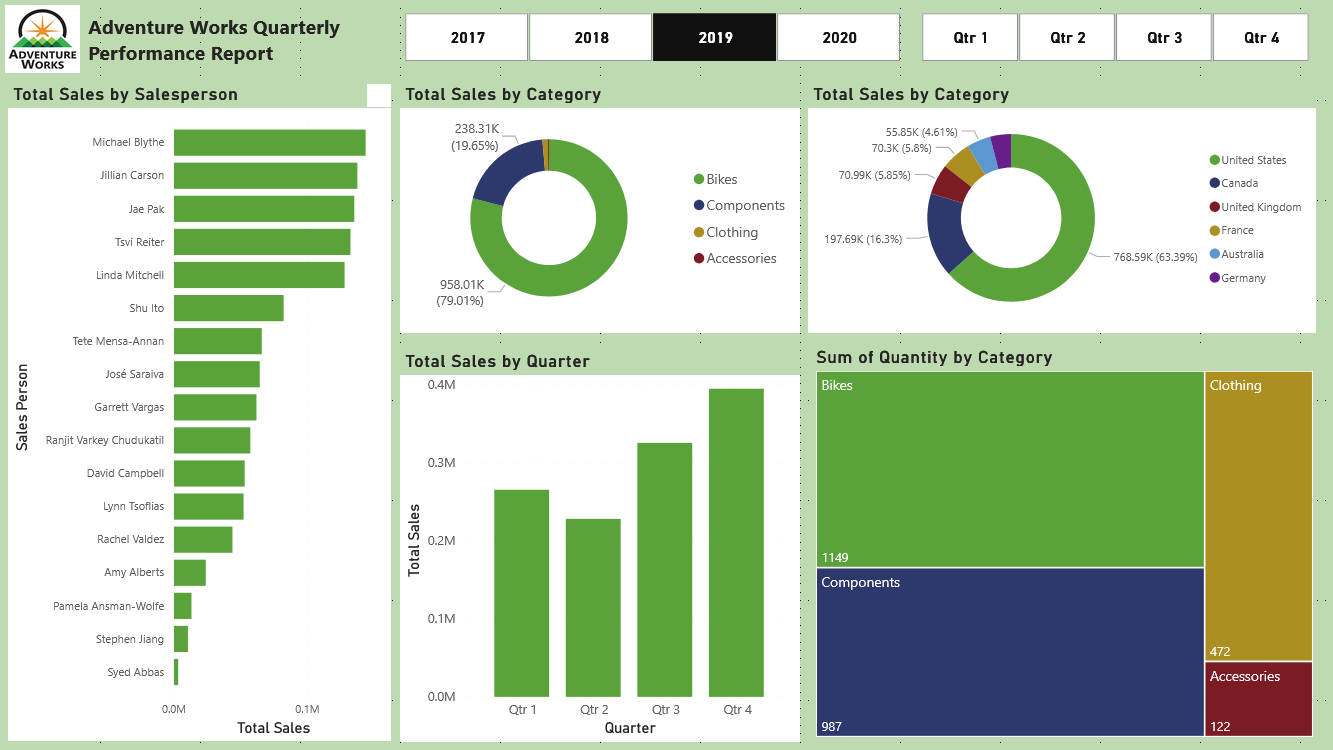 ADVENTURE
WORKS
Adventure Works Quarterly
Performance Report
2017
2018
2019
2020
Qtr 1
Qtr 2
Qtr 3
Qtr 4
Total Sales by Salesperson
Sales Person
Michael Blythe
Jillian Carson
Jae Pak
Tsvi Reiter
Linda Mitchell
Shu Ito
Tete Mensa-Annan
José Saraiva
Garrett Vargas
Ranjit Varkey Chudukatil
David Campbell
Lynn Tsoflias
Rachel Valdez
Amy Alberts
Pamela Ansman-Wolfe
Stephen Jiang
Syed Abbas
0.0M
0.1M
Total Sales
Total Sales by Category
238.31K
(19.65%)
958.01K
(79.01%)
Bikes
Components
Clothing
Accessories
Total Sales by Category
55.85K (4.61%)
70.3K (5.8%)
70.99K (5.85%)
197.69K (16.3%)
768.59K (63.39%)
United States
Canada
United Kingdom
France
Australia
Germany
Total Sales by Quarter
Total Sales
0.4M
0.3M
0.2M
0.1M
0.0M
Qtr 1
Qtr 2
Qtr 3
Qtr 4
Quarter
Sum of Quantity by Category
Bikes
1149
Components
987
Clothing
472
Accessories
122